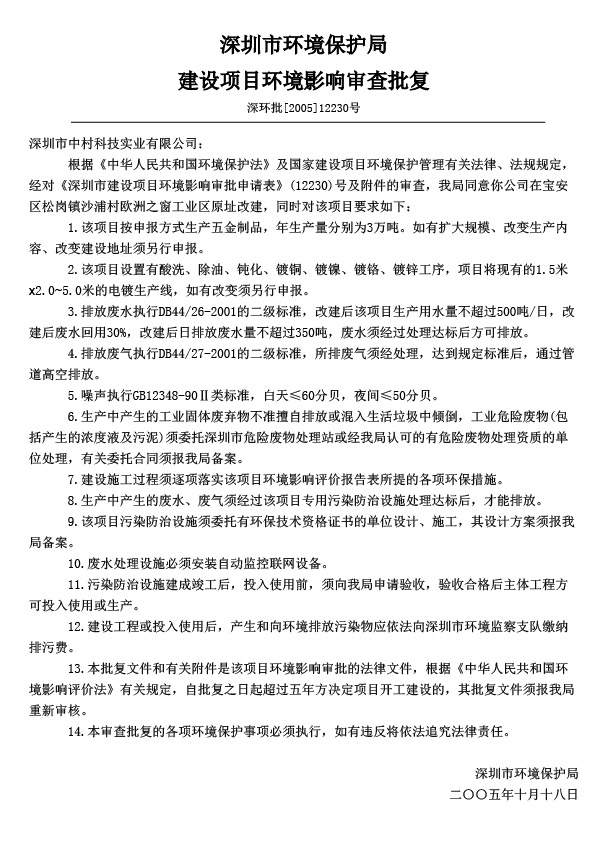 深圳市环境保护局
建设项目环境影响审查批复
深环批[2005]12230号
深圳市中村科技实业有限公司：
根据《中华人民共和国环境保护法》及国家建设项目环境保护管理有关法律、法规规定，
经对《深圳市建设项目环境影响审批申请表》(12230)号及附件的审查，我局同意你公司在宝安
区松岗镇沙浦村欧洲之窗工业区原址改建，同时对该项目要求如下：
1.该项目按申报方式生产五金制品，年生产量分别为3万吨。如有扩大规模、改变生产内
容、改变建设地址须另行申报。
2.该项目设置有酸洗、除油、钝化、镀铜、镀镍、镀铬、镀锌工序，项目将现有的1.5米
x2.0~5.0米的电镀生产线，如有改变须另行申报。
3.排放废水执行DB44/26-2001的二级标准，改建后该项目生产用水量不超过500吨/日，改
建后废水回用30%，改建后日排放废水量不超过350吨，废水须经过处理达标后方可排放。
4.排放废气执行DB44/27-2001的二级标准，所排废气须经处理，达到规定标准后，通过管
道高空排放。
5.噪声执行GB12348-90Ⅱ类标准，白天≤60分贝，夜间≤50分贝。
6.生产中产生的工业固体废弃物不准擅自排放或混入生活垃圾中倾倒，工业危险废物(包
括产生的浓度液及污泥)须委托深圳市危险废物处理站或经我局认可的有危险废物处理资质的单
位处理，有关委托合同须报我局备案。
7.建设施工过程须逐项落实该项目环境影响评价报告表所提的各项环保措施。
8.生产中产生的废水、废气须经过该项目专用污染防治设施处理达标后，才能排放。
9.该项目污染防治设施须委托有环保技术资格证书的单位设计、施工，其设计方案须报我
局备案。
10.废水处理设施必须安装自动监控联网设备。
11.污染防治设施建成竣工后，投入使用前，须向我局申请验收，验收合格后主体工程方
可投入使用或生产。
12.建设工程或投入使用后，产生和向环境排放污染物应依法向深圳市环境监察支队缴纳
排污费。
13.本批复文件和有关附件是该项目环境影响审批的法律文件，根据《中华人民共和国环
境影响评价法》有关规定，自批复之日起超过五年方决定项目开工建设的，其批复文件须报我局
重新审核。
14.本审查批复的各项环境保护事项必须执行，如有违反将依法追究法律责任。
深圳市环境保护局
二〇〇五年十月十八日